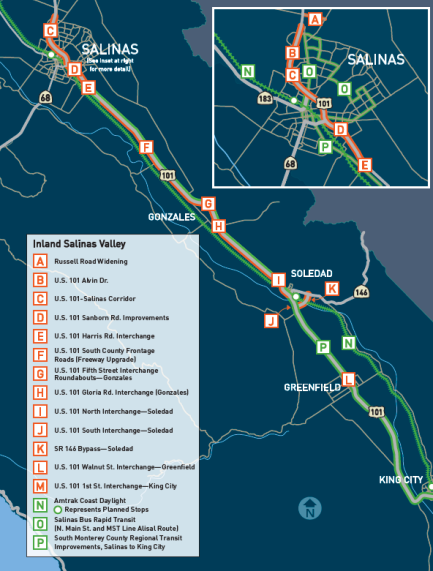 C
SALINAS
(See inset at right
for more detail)
D
E
68
F
101
G
GONZALES
H
A
B
SALINAS
C
O
N
O
183
101
D
P
E
68
I
SOLEDAD
K
146
J
P
N
GREENFIELD
L
101
KING CITY
N
Inland Salinas Valley
A Russell Road Widening
B U.S. 101 Alvin Dr.
C U.S. 101-Salinas Corridor
D U.S. 101 Sanborn Rd. Improvements
E U.S. 101 Harris Rd. Interchange
F U.S. 101 South County Frontage
Roads (Freeway Upgrade)
G U.S. 101 Fifth Street Interchange
Roundabouts—Gonzales
H U.S. 101 Gloria Rd. Interchange (Gonzales)
I U.S. 101 North Interchange—Soledad
J U.S. 101 South Interchange—Soledad
K SR 146 Bypass—Soledad
L U.S. 101 Walnut St. Interchange—Greenfield
M U.S. 101 1st St. Interchange—King City
N Amtrak Coast Daylight
Represents Planned Stops
O Salinas Bus Rapid Transit
(N. Main St. and MST Line Alisal Route)
P South Monterey County Regional Transit
Improvements, Salinas to King City